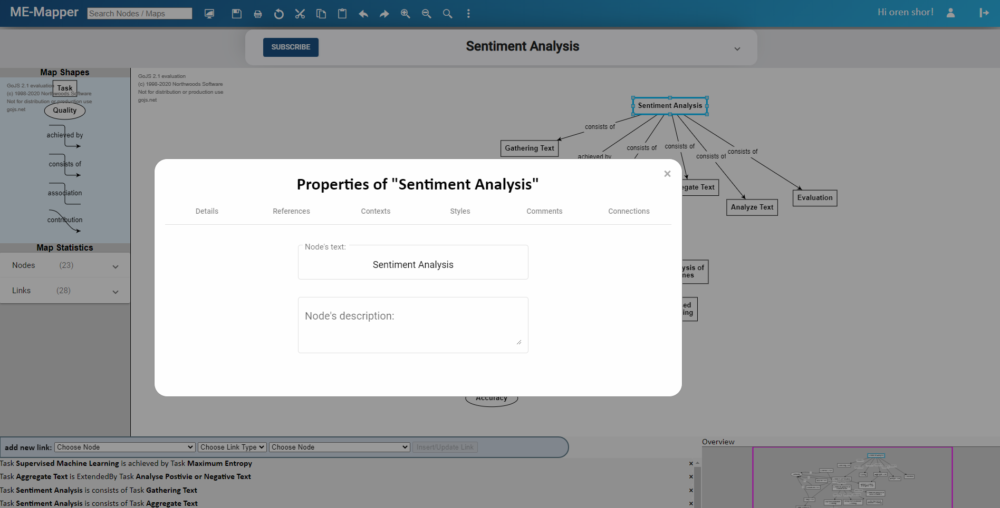 ME-Mapper
Search Nodes / Maps
Hi oren shor!
SUBSCRIBE
Sentiment Analysis
Map Shapes
GoJS 2.1 evaluation
(c) 1998-2020 Northwoods Software
Not for distribution or production use
gojs.net
Task
Quality
achieved by
consists of
association
contribution
Map Statistics
Nodes (23)
Links (28)
GoJS 2.1 evaluation
(c) 1998-2020 Northwoods Software
Not for distribution or production use
gojs.net
Sentiment Analysis
consists of
Gathering Text
achieved by
consists of
consists of
consists of
consists of
egate Text
Analyze Text
Evaluation
ysis of
nes
ed
ing
Accuracy
Properties of "Sentiment Analysis"
Details References Contexts Styles Comments Connections
Node's text:
Sentiment Analysis
Node's description:
add new link: Choose Node Choose Link Type Choose Node Insert/Update Link
Task Supervised Machine Learning is achieved by Task Maximum Entropy
Task Aggregate Text is ExtendedBy Task Analyse Postivie or Negative Text
Task Sentiment Analysis is consists of Task Gathering Text
Task Sentiment Analysis is consists of Task Aggregate Text
Overview